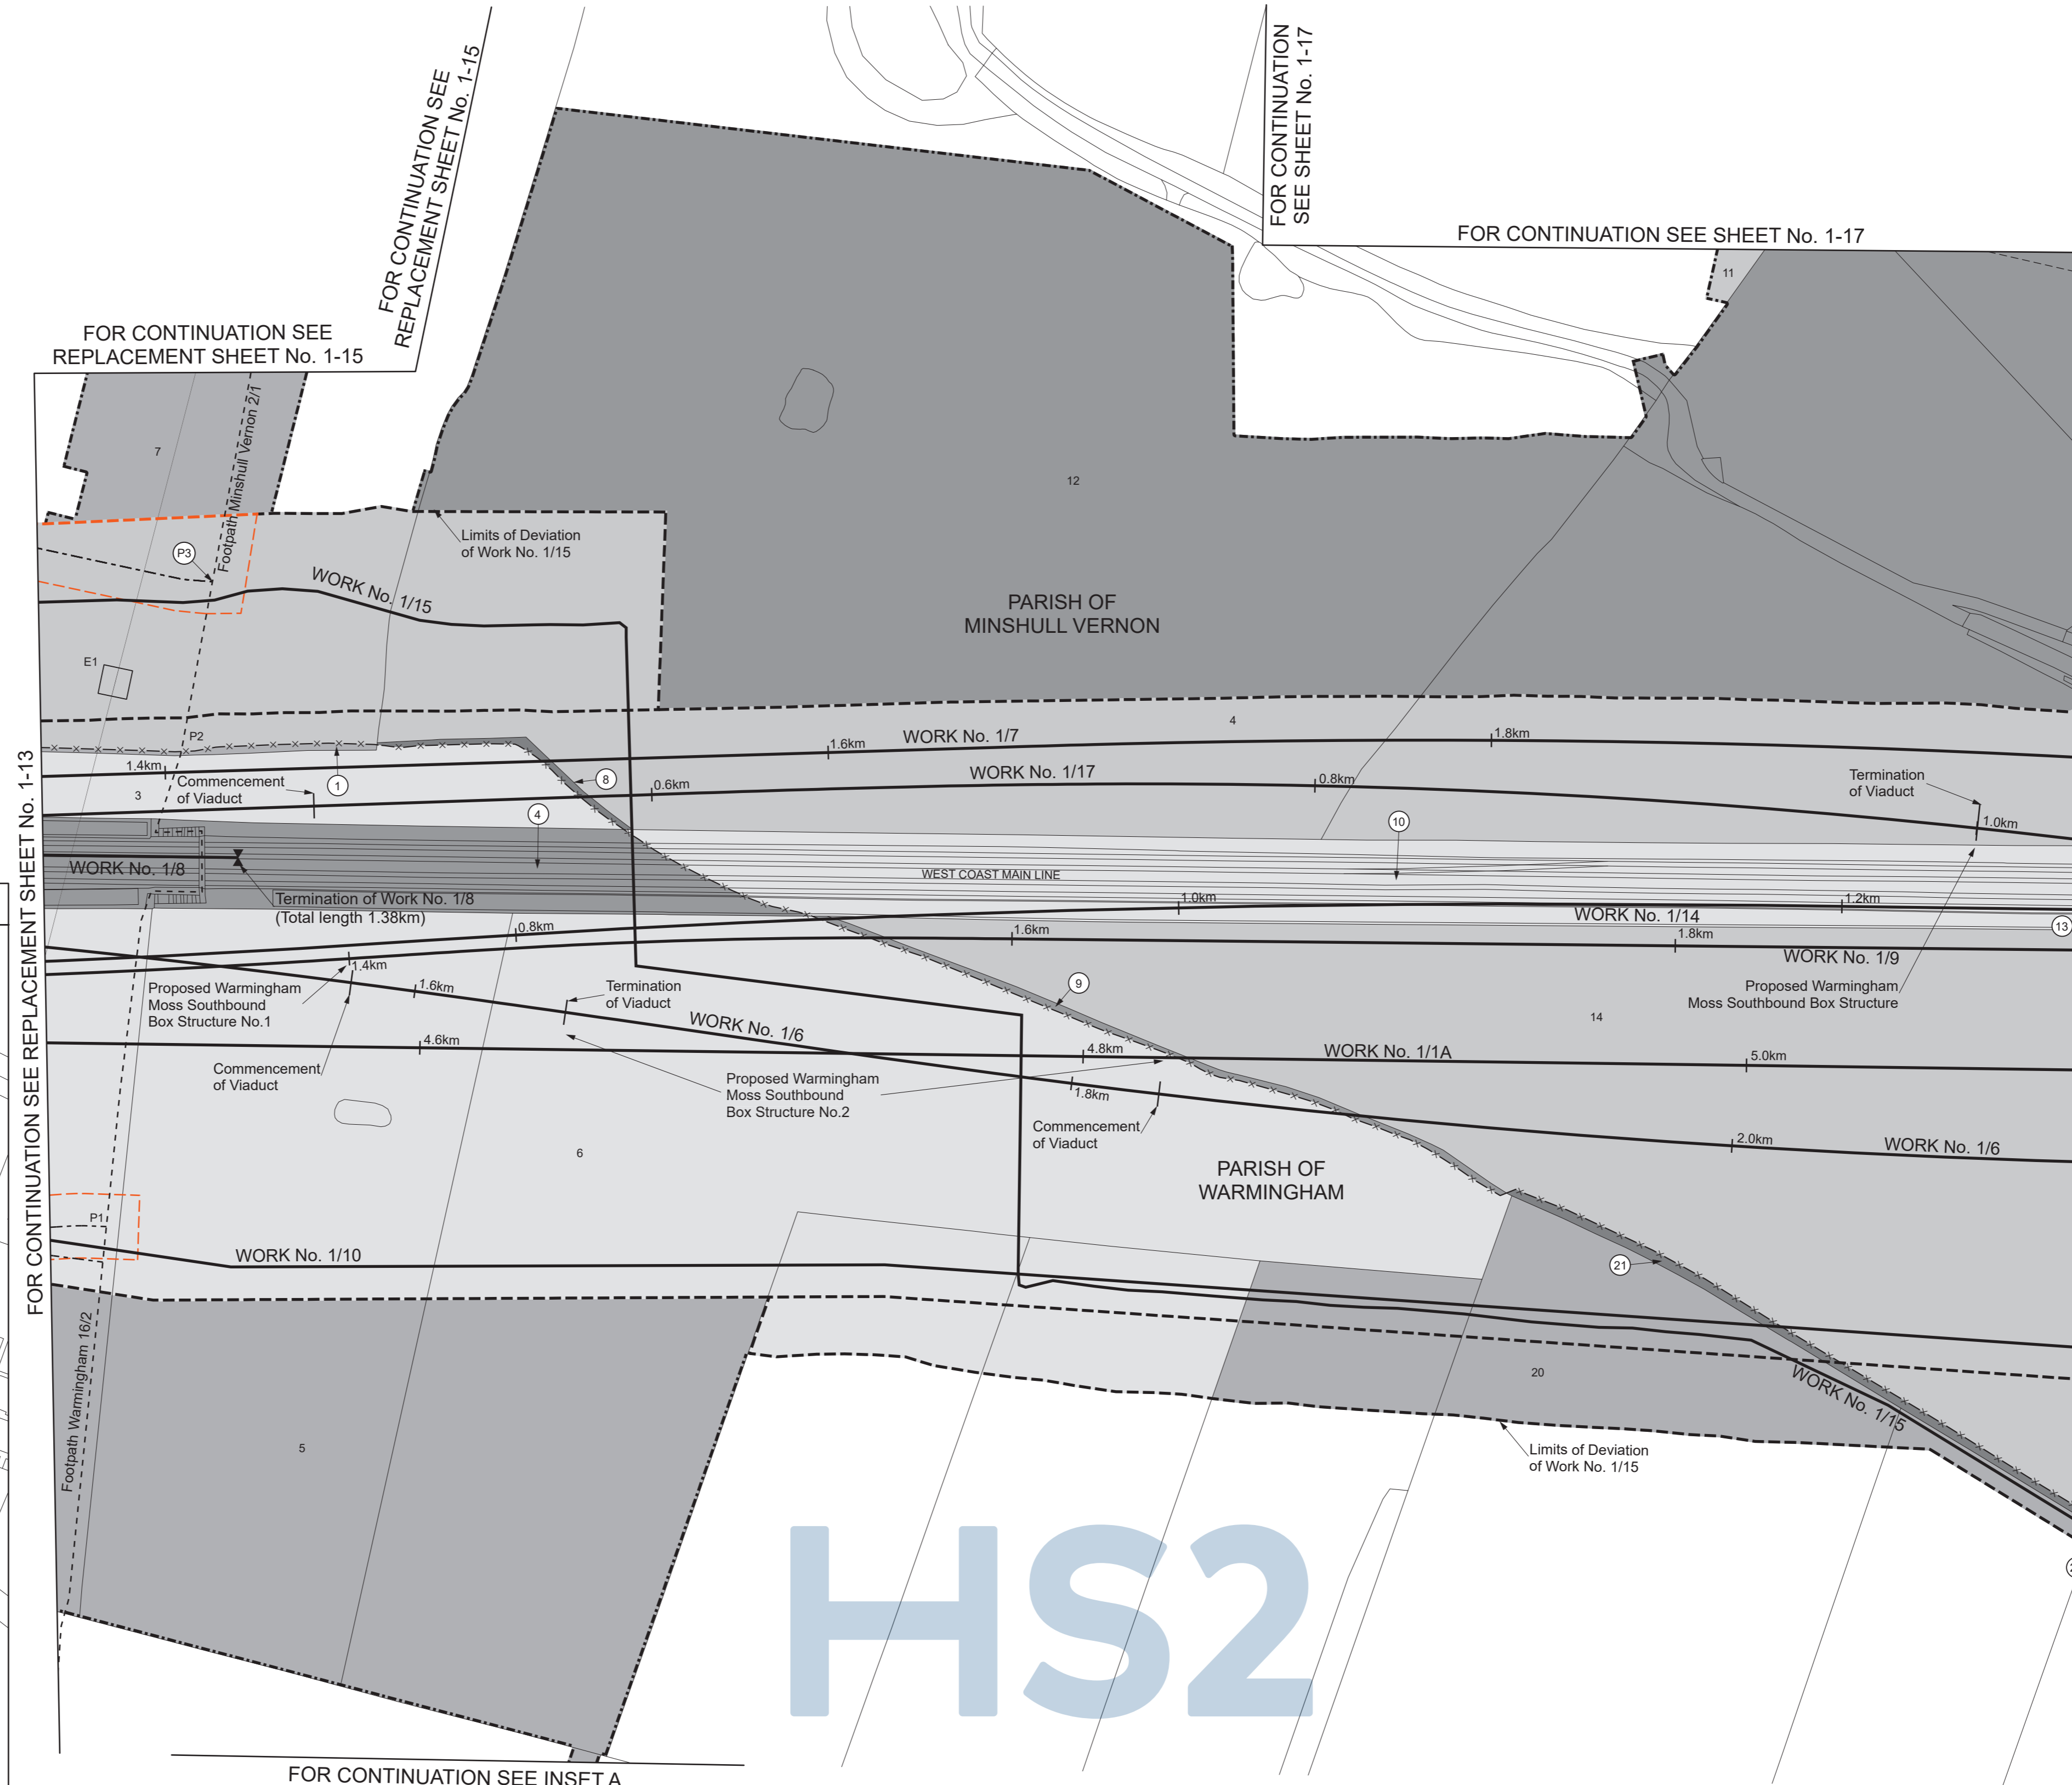 FOR CONTINUATION SEE
REPLACEMENT SHEET No. 1-15
FOR CONTINUATION
SEE SHEET No. 1-17
FOR CONTINUATION SEE SHEET No. 1-17
FOR CONTINUATION SEE
REPLACEMENT SHEET No. 1-15
11
7
Footpath Minshull Vernon 2/1
12
Limits of Deviation
of Work No. 1/15
P3
WORK No. 1/15
PARISH OF
MINSHULL VERNON
E1
4
P2
WORK No. 1/7
1.8km
1.6km
1.4km
1
Commencement
of Viaduct
3
8
WORK No. 1/17
0.6km
0.8km
Termination
of Viaduct
1.0km
4
10
WORK No. 1/8
WEST COAST MAIN LINE
Termination of Work No. 1/8
(Total length 1.38km)
1.0km
1.2km
WORK No. 1/14
13
0.8km
1.6km
1.8km
WORK No. 1/9
FOR CONTINUATION SEE REPLACEMENT SHEET No. 1-13
1.4km
Proposed Warmingham
Moss Southbound
Box Structure No.1
1.6km
Termination
of Viaduct
9
Proposed Warmingham
Moss Southbound Box Structure
14
WORK No. 1/6
4.6km
4.8km
WORK No. 1/1A
5.0km
Commencement
of Viaduct
Proposed Warmingham
Moss Southbound
Box Structure No.2
1.8km
Commencement
of Viaduct
2.0km
WORK No. 1/6
6
PARISH OF
WARMINGHAM
P1
WORK No. 1/10
21
Footpath Warmingham 16/2
20
WORK No. 1/15
5
Limits of Deviation
of Work No. 1/15
HS2
FOR CONTINUATION SEE INSET A